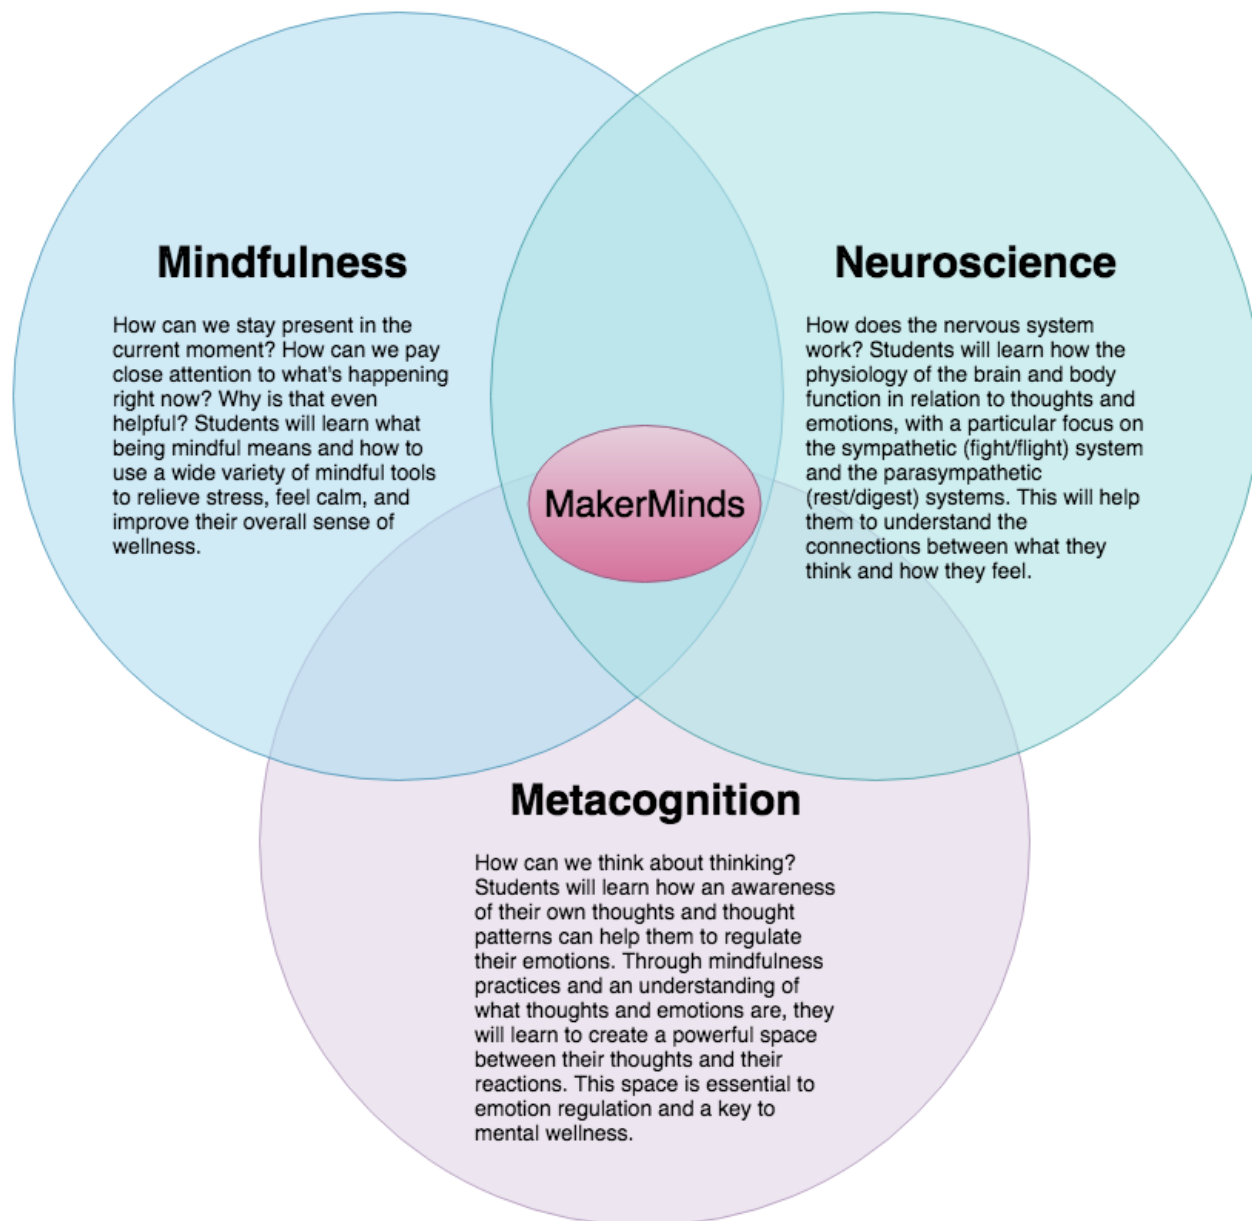 Mindfulness
How can we stay present in the
current moment? How can we pay
close attention to what's happening
right now? Why is that even
helpful? Students will learn what
being mindful means and how to
use a wide variety of mindful tools
to relieve stress, feel calm, and
improve their overall sense of
wellness.
Neuroscience
How does the nervous system
work? Students will learn how the
physiology of the brain and body
function in relation to thoughts and
emotions, with a particular focus on
the sympathetic (fight/flight) system
and the parasympathetic
(rest/digest) systems. This will help
them to understand the
connections between what they
think and how they feel.
MakerMinds
Metacognition
How can we think about thinking?
Students will learn how an awareness
of their own thoughts and thought
patterns can help them to regulate
their emotions. Through mindfulness
practices and an understanding of
what thoughts and emotions are, they
will learn to create a powerful space
between their thoughts and their
reactions. This space is essential to
emotion regulation and a key to
mental wellness.